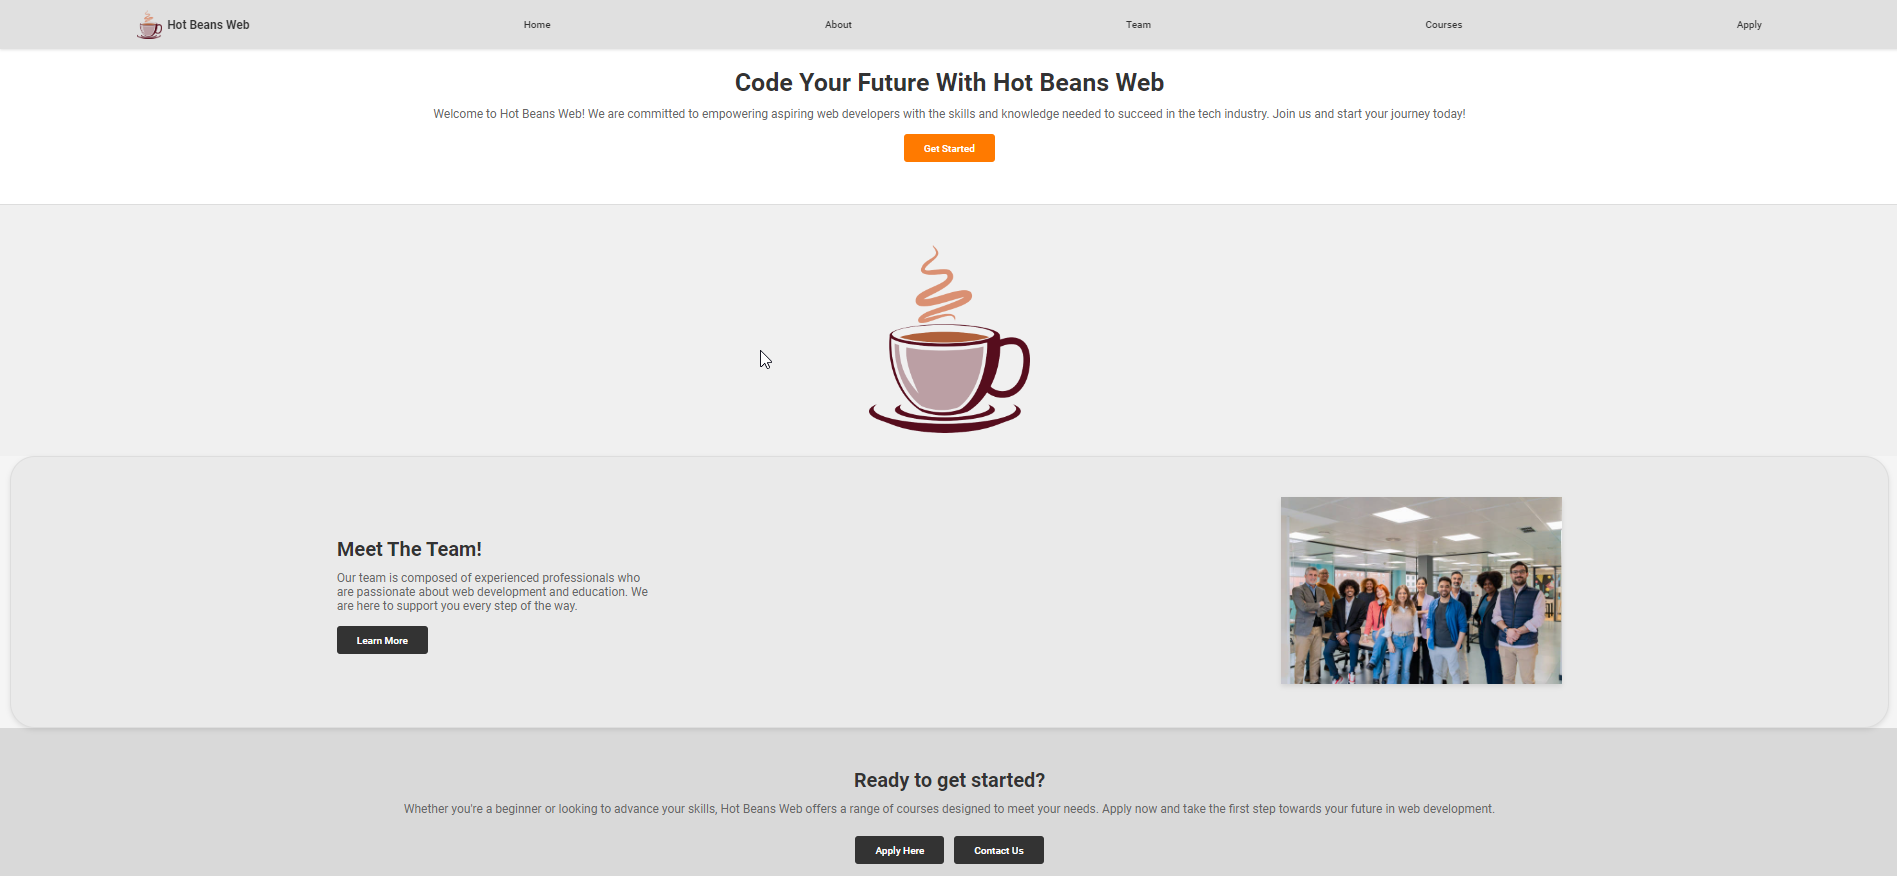 Hot Beans Web
Home
About
Team
Courses
Apply
Code Your Future With Hot Beans Web
Welcome to Hot Beans Web! We are committed to empowering aspiring web developers with the skills and knowledge needed to succeed in the tech industry. Join us and start your journey today!
Get Started
Meet The Team!
Our team is composed of experienced professionals who
are passionate about web development and education. We
are here to support you every step of the way.
Learn More
Ready to get started?
Whether you're a beginner or looking to advance your skills, Hot Beans Web offers a range of courses designed to meet your needs. Apply now and take the first step towards your future in web development.
Apply Here
Contact Us